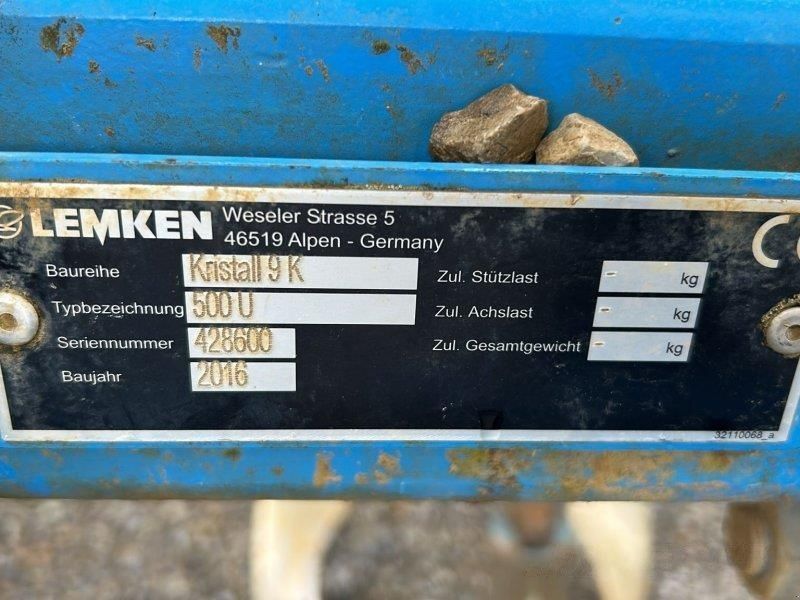 LEMKEN Weseler Strasse 5
46519 Alpen - Germany
Baureihe Kristall 9 K Zul. Stützlast - kg
Typbezeichnung 500 U Zul. Achslast - kg
Seriennummer 428600 Zul. Gesamtgewicht - kg
Baujahr 2016
32110068_a